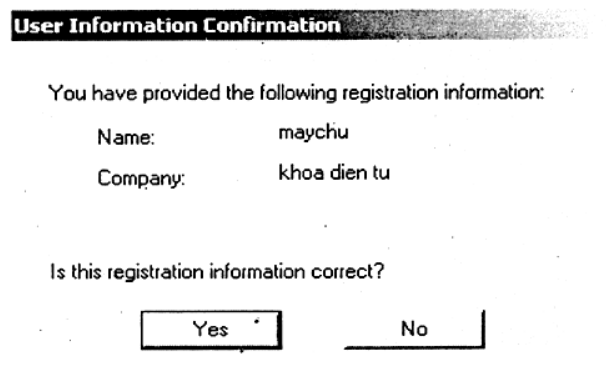 User Information Confirmation
You have provided the following registration information:
Name: maychu
Company: khoa dien tu
Is this registration information correct?
Yes No